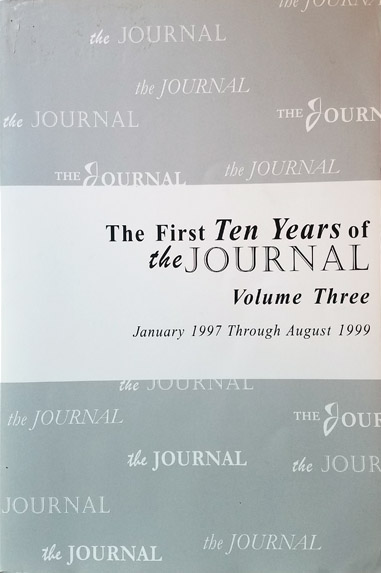 the JOURNAL
the JOURNAL
the JOURNAL
the JOURNAL
THE JOURN
the JOURNAL
THE JOURNAL
The First Ten Years of
the JOURNAL
Volume Three
January 1997 Through August 1999
the JOURNAL
the JOURNAL
THE JOUR
the JOURNAL
the JOUR
JOURNAL
the JOURNAL
the JOURNAL